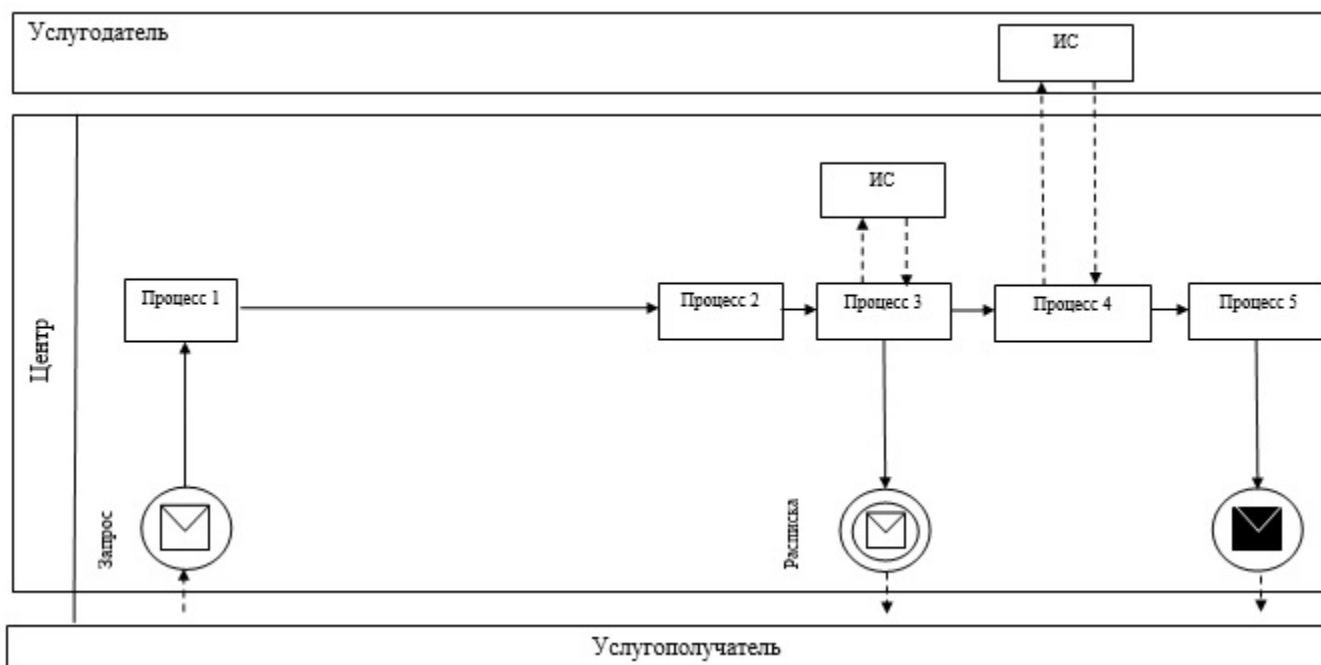 Услугодатель
ИС
ИС
Центр
Процесс 1
Процесс 2
Процесс 3
Процесс 4
Процесс 5
Запрос
Расписка
Услугополучатель